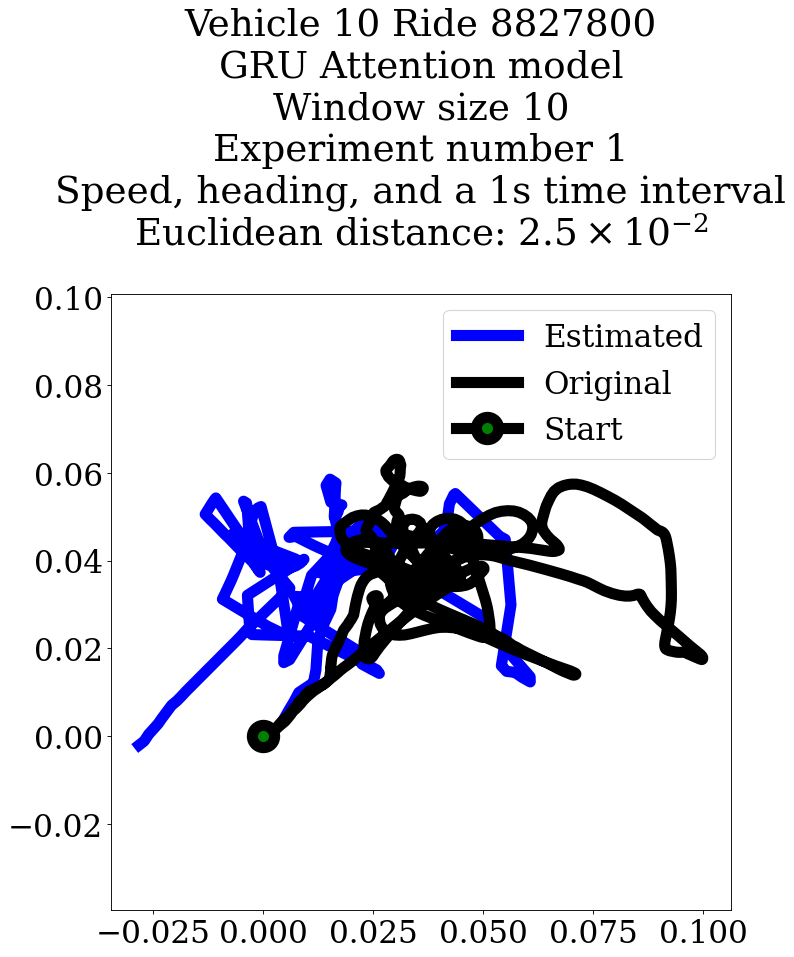 Vehicle 10 Ride 8827800
GRU Attention model
Window size 10
Experiment number 1
Speed, heading, and a 1s time interval
Euclidean distance: 2.5 × 10⁻²
0.10
0.08
0.06
0.04
0.02
0.00
−0.02
Estimated
Original
Start
−0.025 0.000 0.025 0.050 0.075 0.100